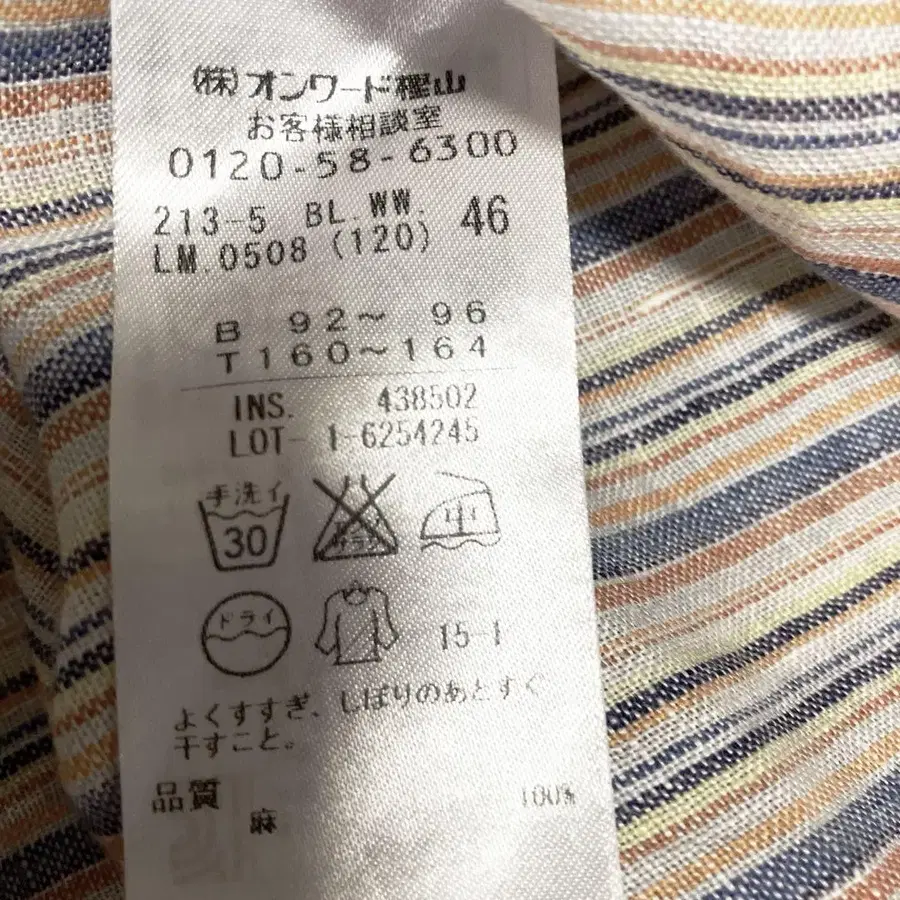 (株)オンワード樫山
お客様相談室
0120-58-6300
213-5 BL.WW. 46
LM.0508 (120)
B 92〜 96
T 160〜164
INS. 438502
LOT- 1-6254245
手洗イ
30
ドライ
15-1
よくすすぎ、しぼりのあとすぐ
干すこと。
品質 100%
麻